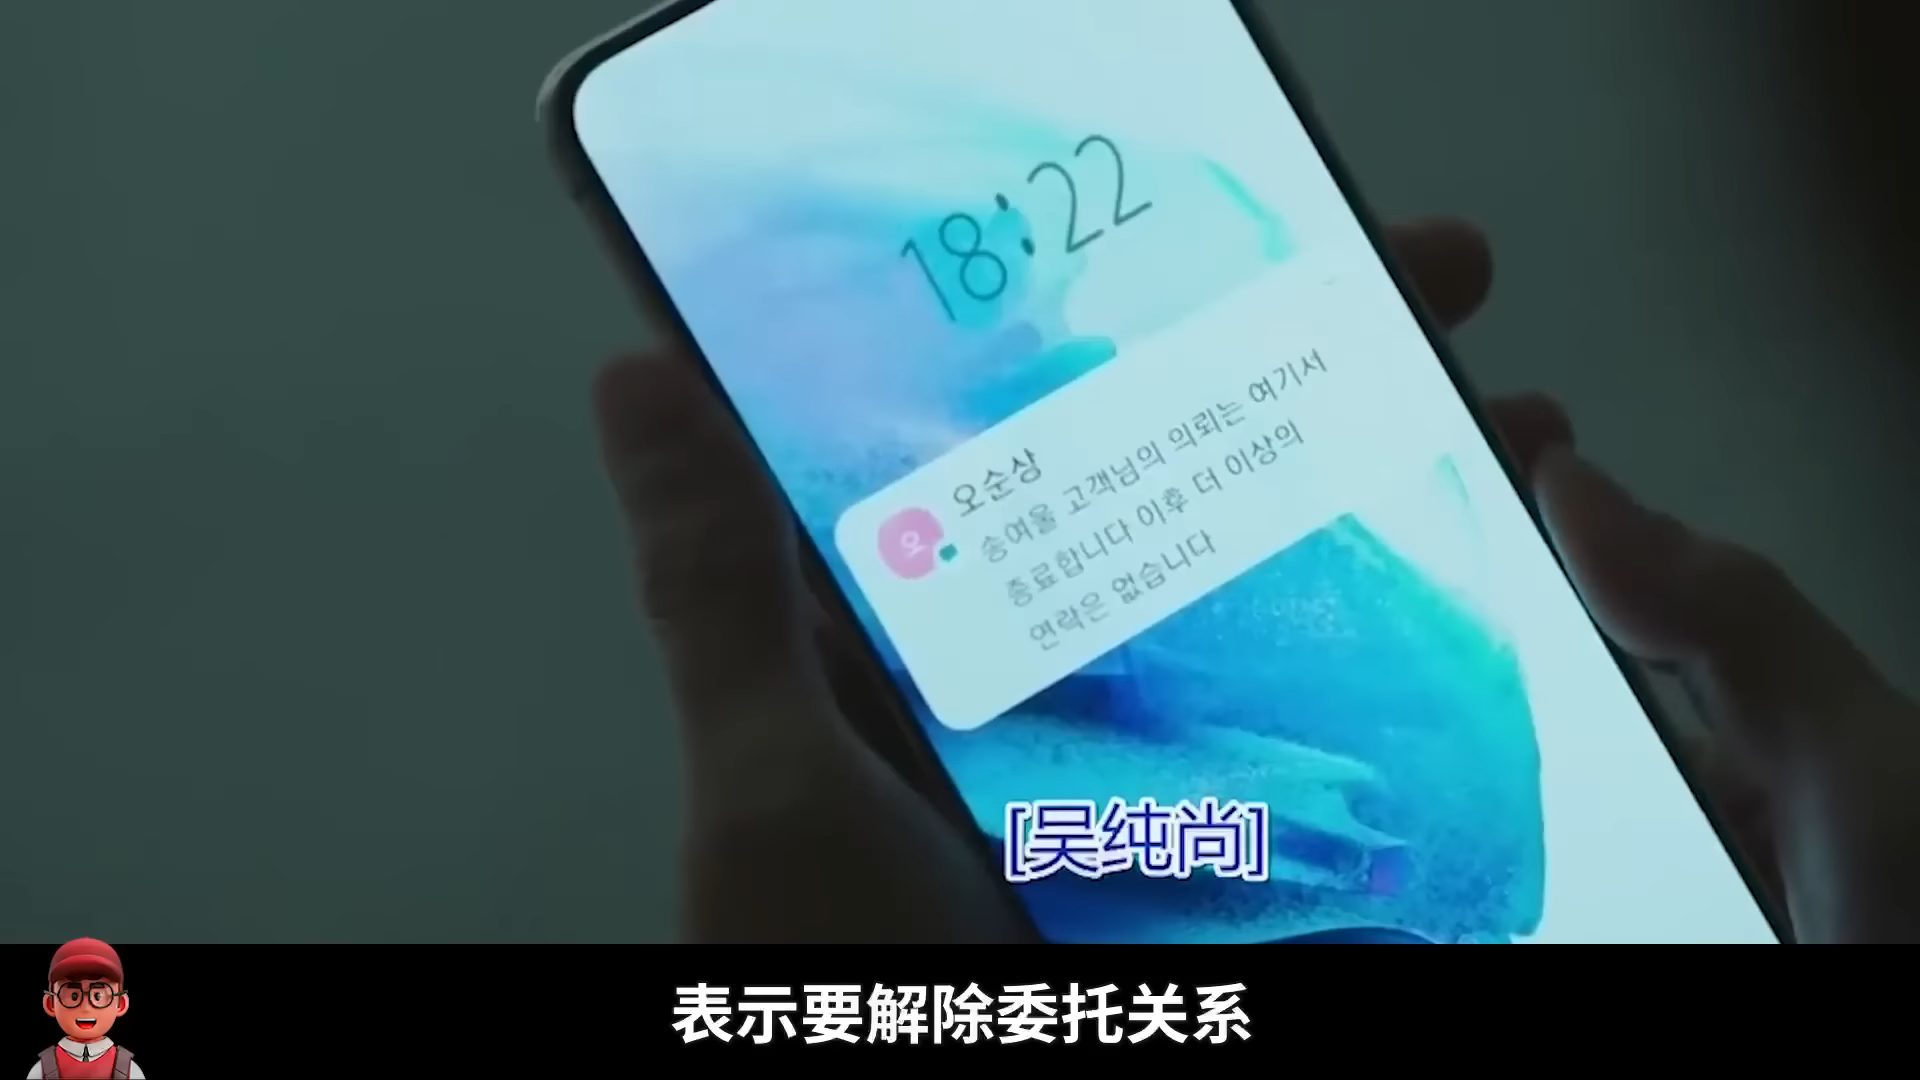 18:22
오순상
송여울 고객님의 의뢰는 여기서
종료합니다 이후 더 이상의
연락은 없습니다
오
[吴纯尚]
表示要解除委托关系